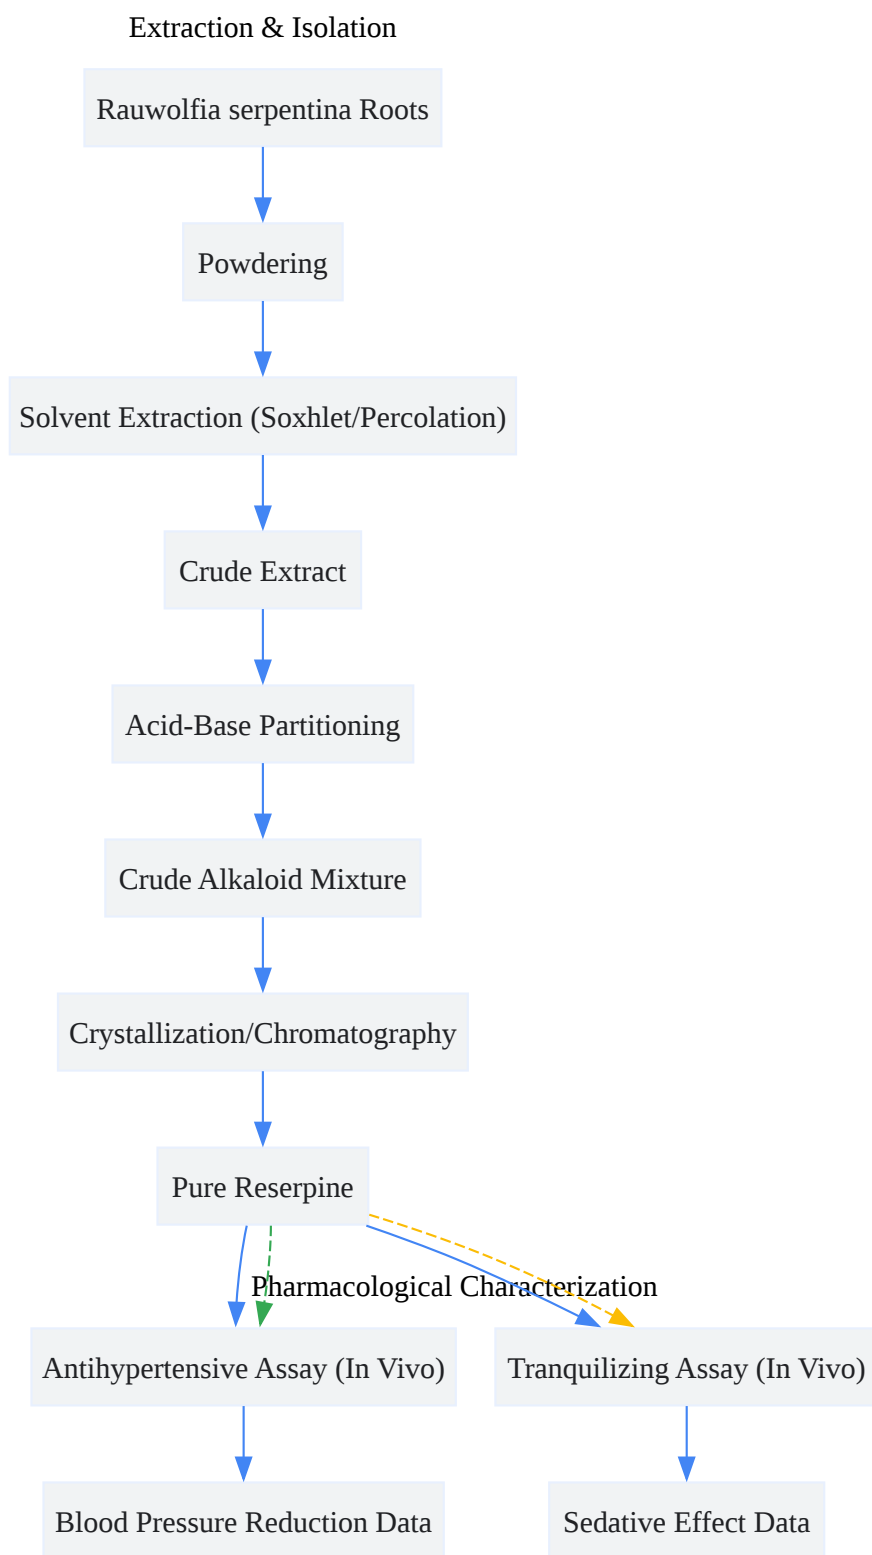 Extraction & Isolation
Rauwolfia serpentina Roots
Powdering
Solvent Extraction (Soxhlet/Percolation)
Crude Extract
Acid-Base Partitioning
Crude Alkaloid Mixture
Crystallization/Chromatography
Pure Reserpine
Pharmacological Characterization
Antihypertensive Assay (In Vivo)
Tranquilizing Assay (In Vivo)
Blood Pressure Reduction Data
Sedative Effect Data